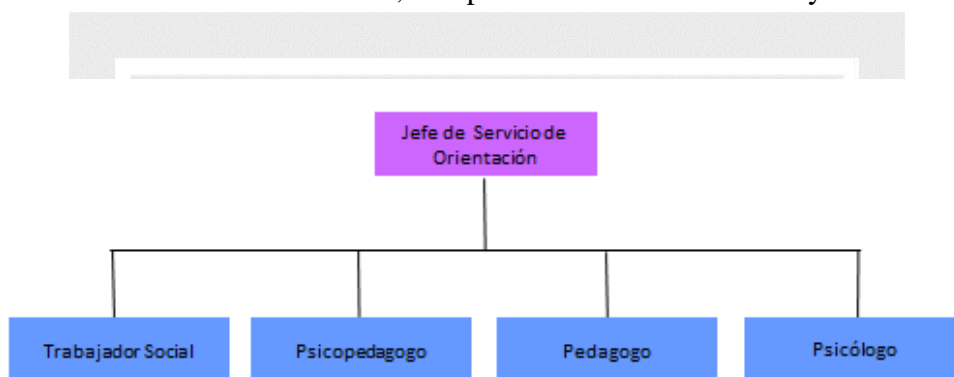 Jefe de Servicio de
Orientación
Trabajador Social
Psicopedagogo
Pedagogo
Psicólogo